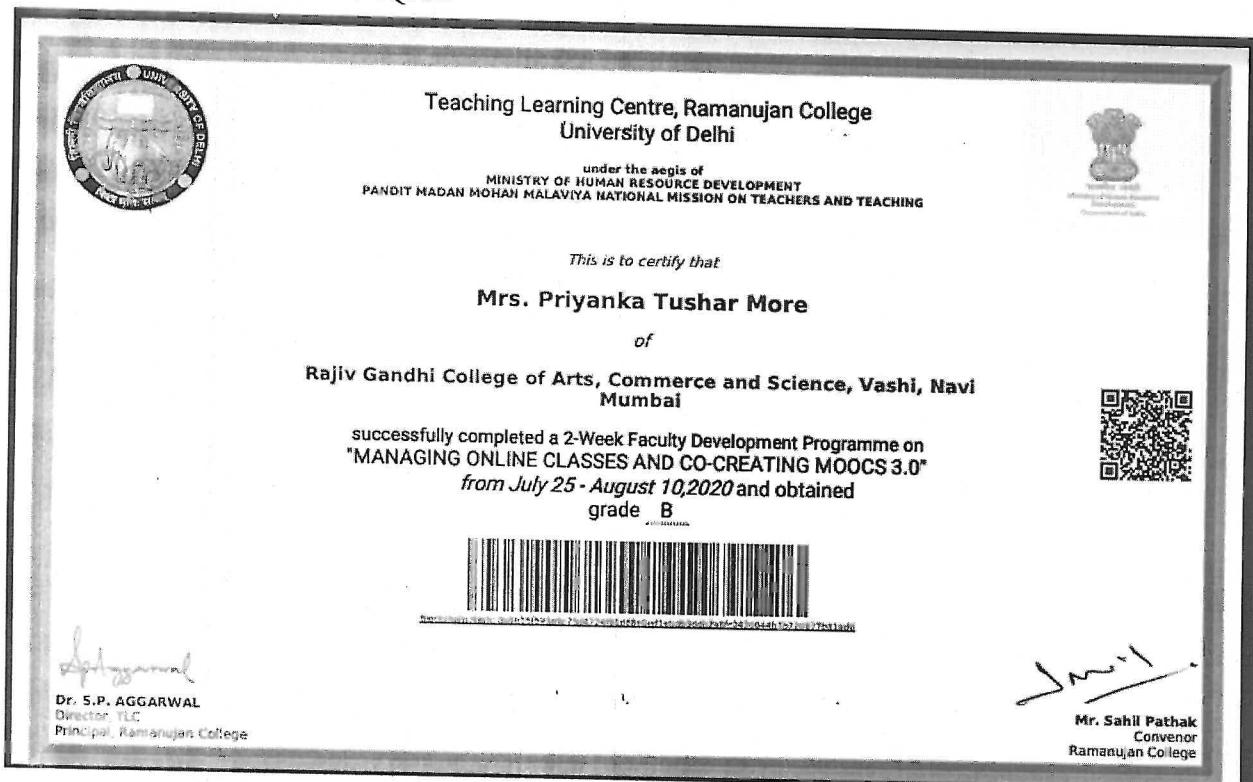 UNIVERSITY OF DELHI
Teaching Learning Centre, Ramanujan College
University of Delhi
under the aegis of
MINISTRY OF HUMAN RESOURCE DEVELOPMENT
PANDIT MADAN MOHAN MALAVIYA NATIONAL MISSION ON TEACHERS AND TEACHING
This is to certify that
Mrs. Priyanka Tushar More
of
Rajiv Gandhi College of Arts, Commerce and Science, Vashi, Navi
Mumbai
successfully completed a 2-Week Faculty Development Programme on
"MANAGING ONLINE CLASSES AND CO-CREATING MOOCS 3.0"
from July 25 - August 10,2020 and obtained
grade B
SPAggarwal
Dr. S.P. AGGARWAL
Director, TLC
Principal, Ramanujan College
Mr. Sahil Pathak
Convenor
Ramanujan College